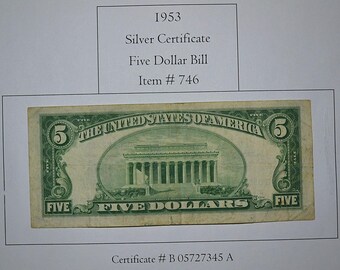 1953
Silver Certificate
Five Dollar Bill
Item # 746
THE UNITED STATES OF AMERICA
5 5
FIVE FIVE
FIVE DOLLARS
Certificate # B 05727345 A